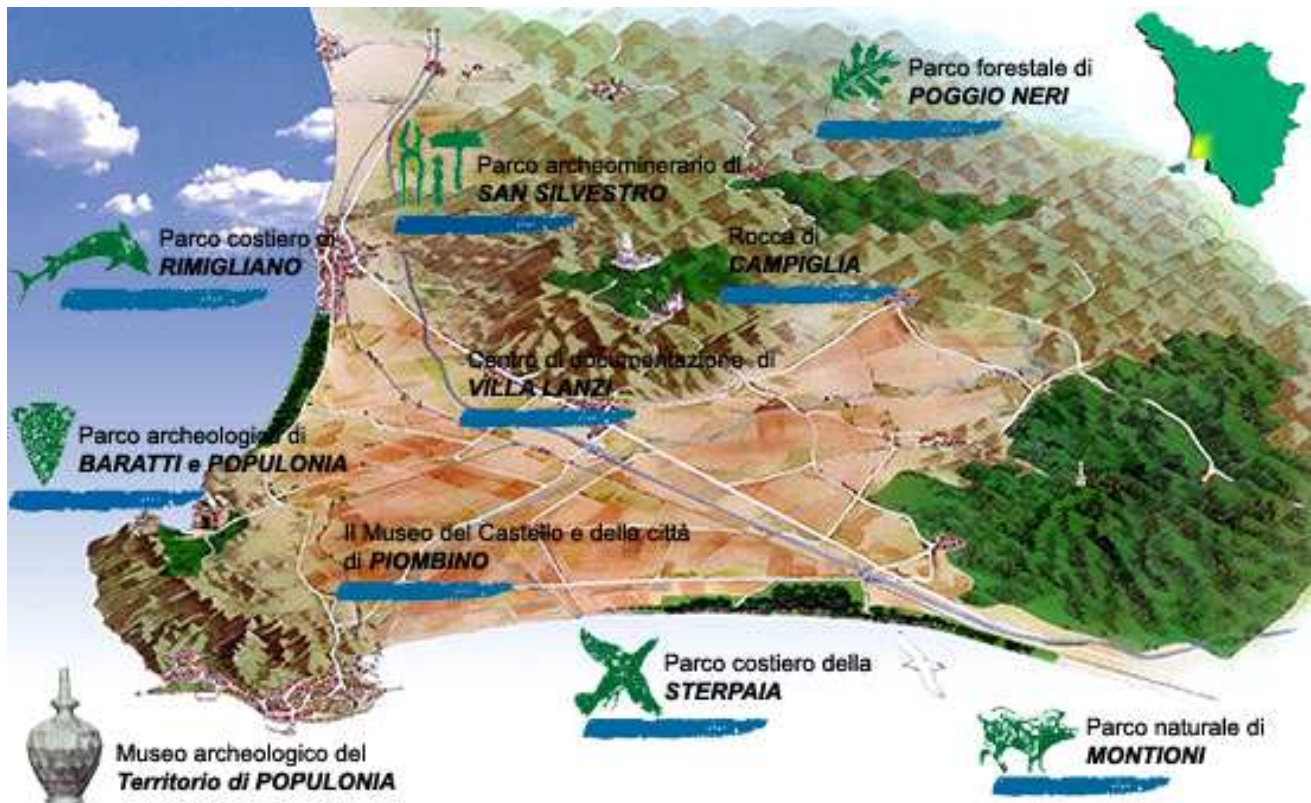 Parco forestale di
POGGIO NERI
Parco archeominerario di
SAN SILVESTRO
Parco costiero di
RIMIGLIANO
Rocca di
CAMPIGLIA
Centro di documentazione di
VILLA LANZI
Parco archeologico di
BARATTI e POPULONIA
Il Museo del Castello e della città
di PIOMBINO
Parco costiero della
STERPAIA
Parco naturale di
MONTIONI
Museo archeologico del
Territorio di POPULONIA